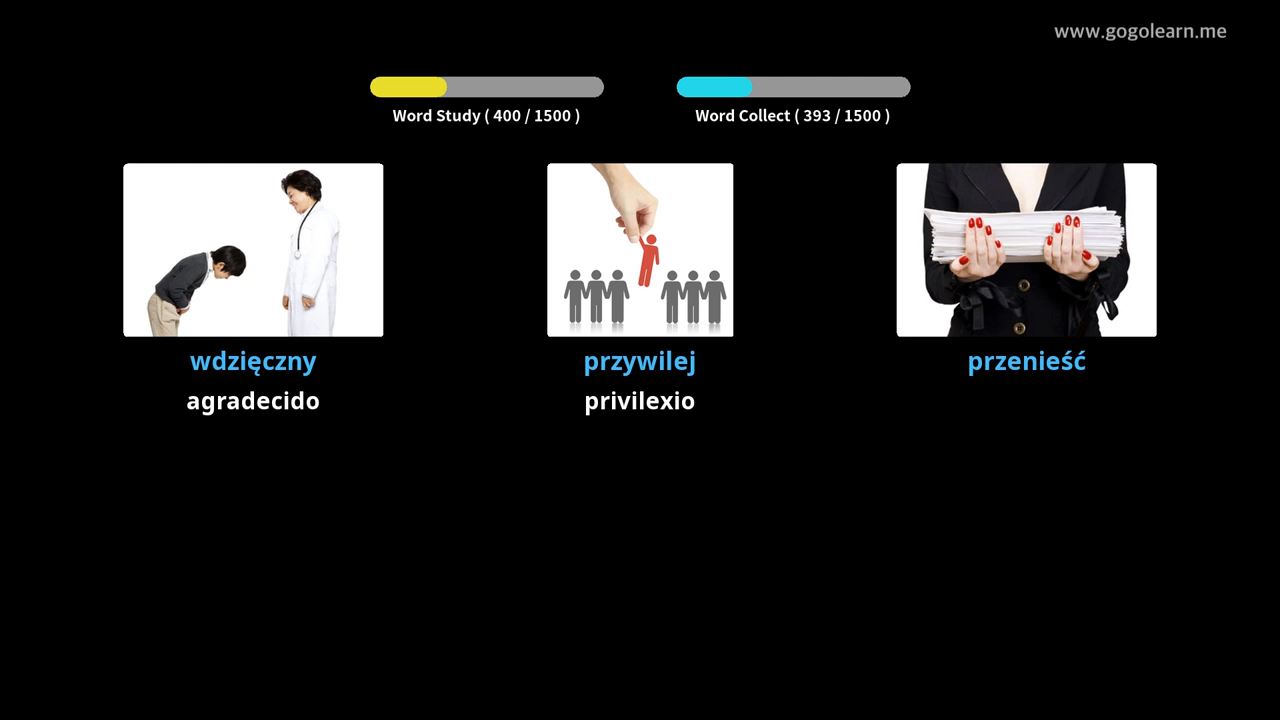 www.gogolearn.me
Word Study ( 400 / 1500 )
Word Collect ( 393 / 1500 )
wdzięczny
przywilej
przenieść
agradecido
privilexio